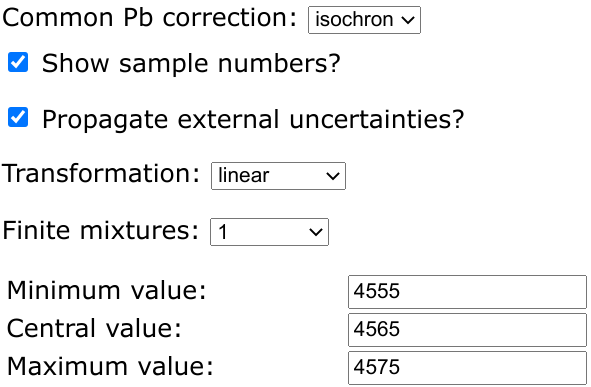 Common Pb correction: isochron
Show sample numbers?
Propagate external uncertainties?
Transformation: linear
Finite mixtures: 1
Minimum value: 4555
Central value: 4565
Maximum value: 4575